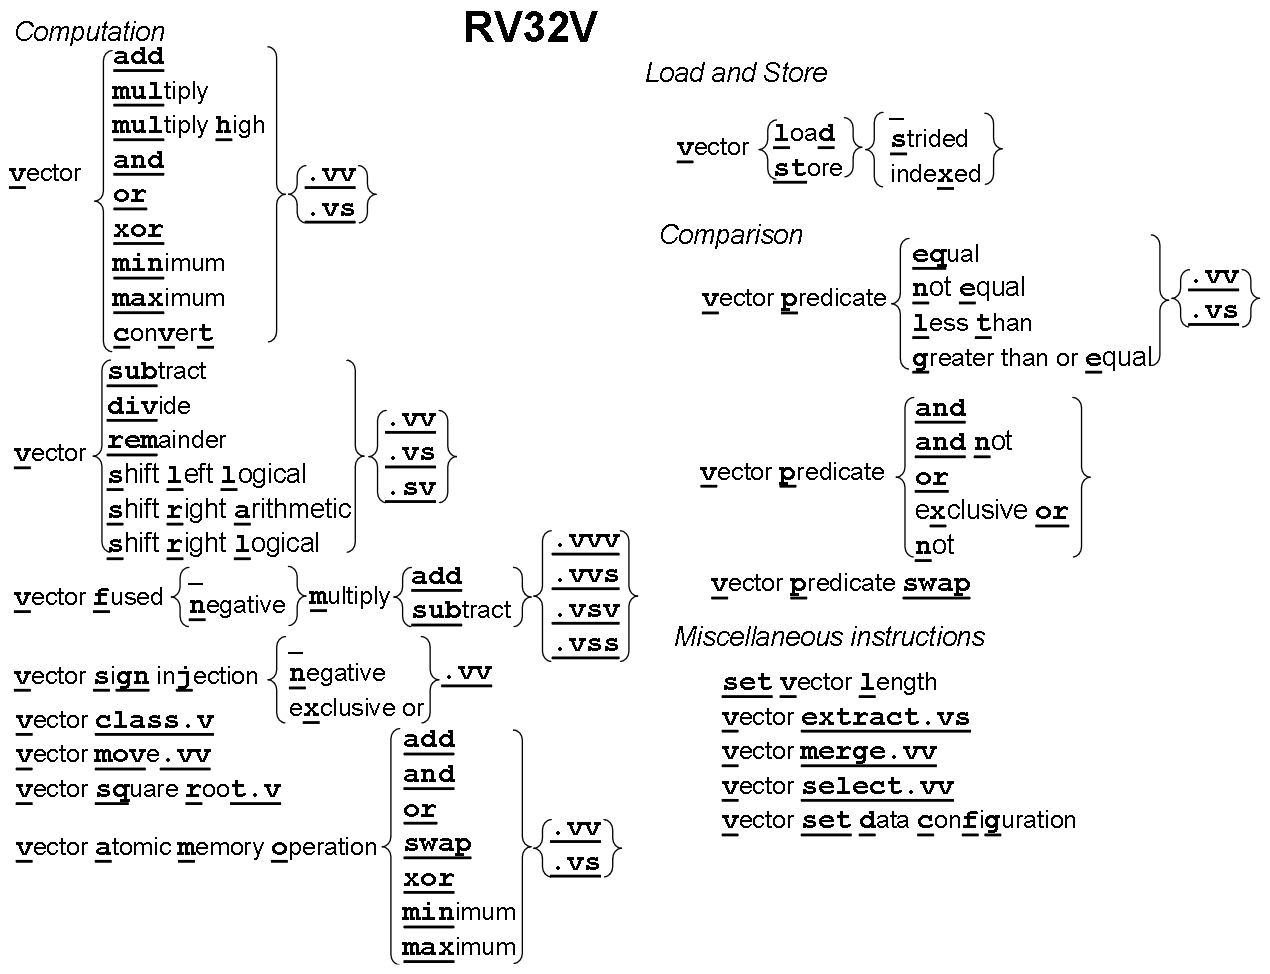 RV32V
Computation
vector
add
multiply
multiply high
and
or
xor
minimum
maximum
convert
.vv
.vs
vector
subtract
divide
remainder
shift left logical
shift right arithmetic
shift right logical
.vv
.vs
.sv
vector fused
–
negative
multiply
add
subtract
.vvv
.vvs
.vsv
.vss
vector sign injection
–
negative
exclusive or
.vv
vector class.v
vector move.vv
vector square root.v
vector atomic memory operation
add
and
or
swap
xor
minimum
maximum
.vv
.vs
Load and Store
vector
load
store
–
strided
indexed
Comparison
vector predicate
equal
not equal
less than
greater than or equal
.vv
.vs
vector predicate
and
and not
or
exclusive or
not
vector predicate swap
Miscellaneous instructions
set vector length
vector extract.vs
vector merge.vv
vector select.vv
vector set data configuration